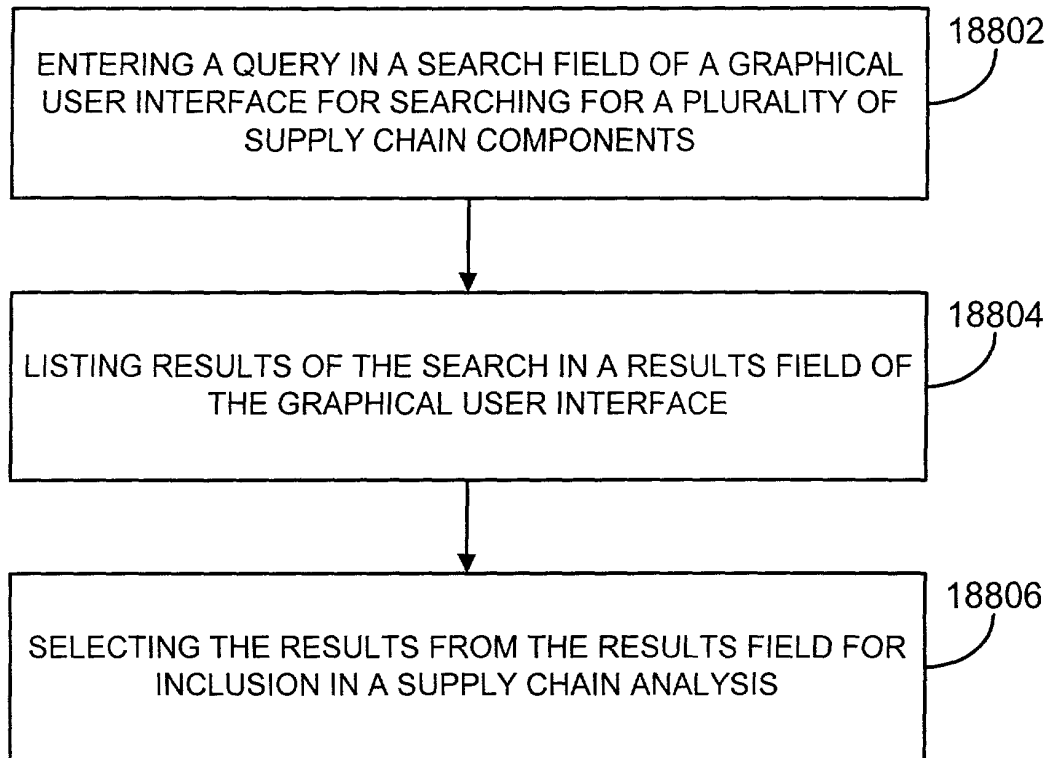 18802
ENTERING A QUERY IN A SEARCH FIELD OF A GRAPHICAL
USER INTERFACE FOR SEARCHING FOR A PLURALITY OF
SUPPLY CHAIN COMPONENTS
18804
LISTING RESULTS OF THE SEARCH IN A RESULTS FIELD OF
THE GRAPHICAL USER INTERFACE
18806
SELECTING THE RESULTS FROM THE RESULTS FIELD FOR
INCLUSION IN A SUPPLY CHAIN ANALYSIS